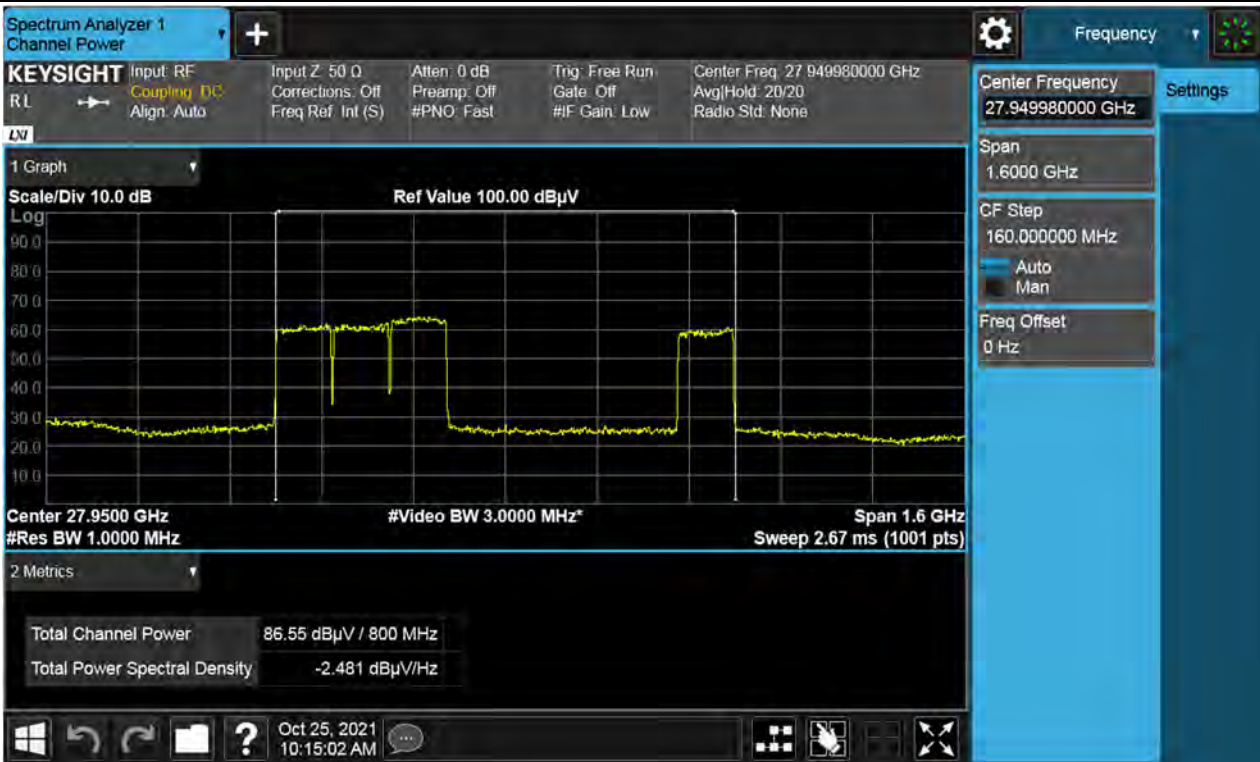 Spectrum Analyzer 1
Channel Power
+
Frequency
KEYSIGHT
RL
LXI
Input: RF
Coupling: DC
Align: Auto
Input Z: 50 Ω
Corrections: Off
Freq Ref: Int (S)
Atten: 0 dB
Preamp: Off
#PNO: Fast
Trig: Free Run
Gate: Off
#IF Gain: Low
Center Freq: 27.949980000 GHz
Avg|Hold: 20/20
Radio Std: None
Center Frequency
27.949980000 GHz
Settings
Span
1.6000 GHz
CF Step
160.000000 MHz
Auto
Man
Freq Offset
0 Hz
1 Graph
Scale/Div 10.0 dB
Ref Value 100.00 dBµV
Log
90.0
80.0
70.0
60.0
50.0
40.0
30.0
20.0
10.0
Center 27.9500 GHz
#Video BW 3.0000 MHz*
Span 1.6 GHz
#Res BW 1.0000 MHz
Sweep 2.67 ms (1001 pts)
2 Metrics
Total Channel Power
86.55 dBµV / 800 MHz
Total Power Spectral Density
-2.481 dBµV/Hz
?
Oct 25, 2021
10:15:02 AM